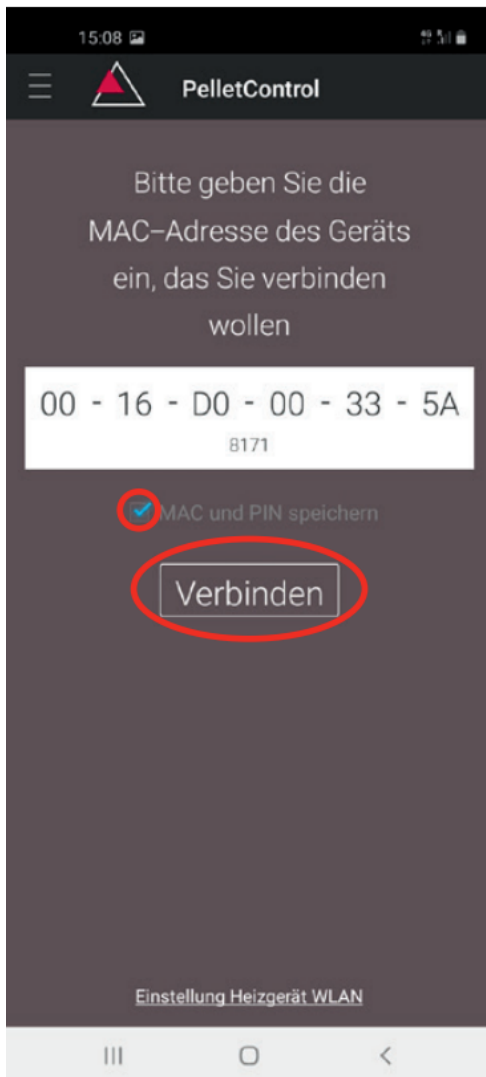 15:08
PelletControl
Bitte geben Sie die
MAC-Adresse des Geräts
ein, das Sie verbinden
wollen
00 - 16 - D0 - 00 - 33 - 5A
8171
MAC und PIN speichern
Verbinden
Einstellung Heizgerät WLAN